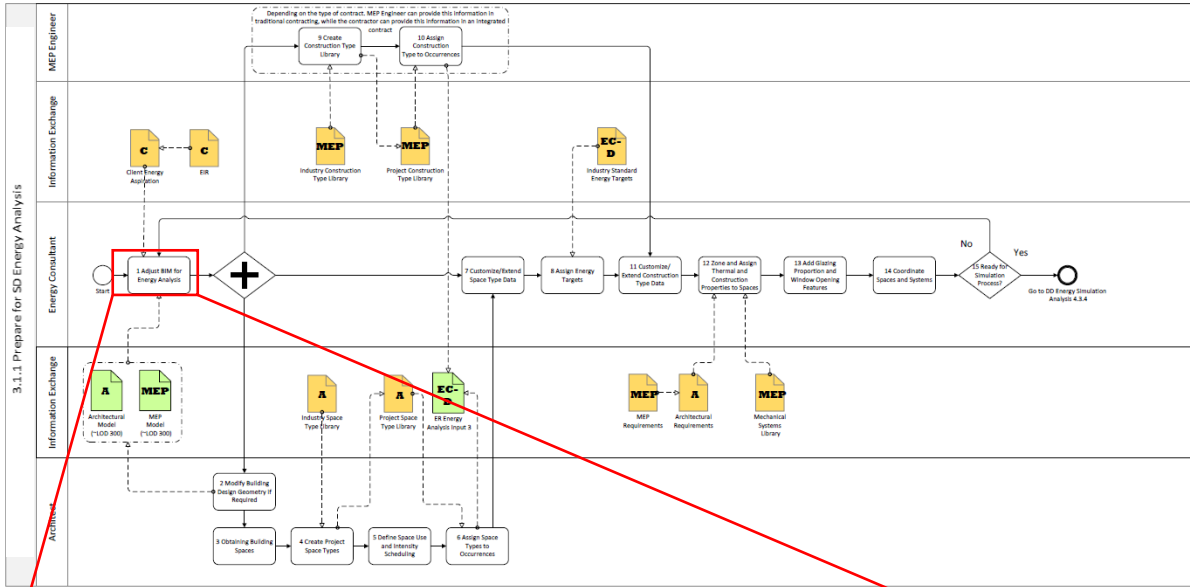 3.1.1 Prepare for SD Energy Analysis
MEP Engineer
Depending on the type of contract, MEP Engineer can provide this information in
traditional contracting, while the contractor can provide this information in an integrated
contract
9 Create
Construction Type
Library
10 Assign
Construction
Type to Occurrences
Information Exchange
C
Client Energy
Aspiration
C
EIR
MEP
Industry Construction
Type Library
MEP
Project Construction
Type Library
EC-
D
Industry Standard
Energy Targets
Energy Consultant
Start
1 Adjust BIM for
Energy Analysis
7 Customize/Extend
Space Type Data
8 Assign Energy
Targets
11 Customize/
Extend Construction
Type Data
12 Zone and Assign
Thermal and
Construction
Properties to Spaces
13 Add Glazing
Proportion and
Window Opening
Features
14 Coordinate
Spaces and Systems
No
15 Ready for
Simulation
Process?
Yes
Go to DD Energy Simulation
Analysis 4.3.4
Information Exchange
A
Architectural
Model
(~LOD 300)
MEP
MEP
Model
(~LOD 300)
A
Industry Space
Type Library
A
Project Space
Type Library
EC-
D
ER Energy
Analysis Input 3
MEP
MEP
Requirements
A
Architectural
Requirements
MEP
Mechanical
Systems
Library
Architect
2 Modify Building
Design Geometry If
Required
3 Obtaining Building
Spaces
4 Create Project
Space Types
5 Define Space Use
and Intensity
Scheduling
6 Assign Space
Types to
Occurrences